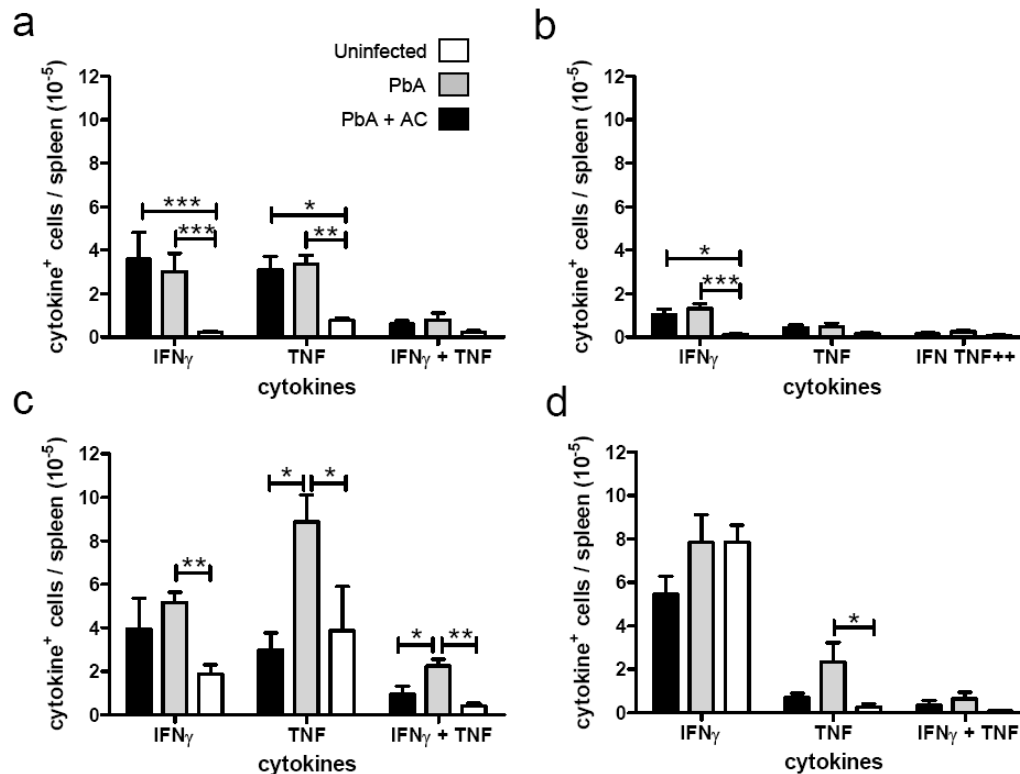 a
Uninfected
PbA
PbA + AC
cytokine+ cells / spleen (10-5)
12
10
8
6
4
2
0
***
***
*
**
IFNγ
TNF
IFNγ + TNF
cytokines
b
cytokine+ cells / spleen (10-5)
12
10
8
6
4
2
0
*
***
IFNγ
TNF
IFN TNF++
cytokines
c
cytokine+ cells / spleen (10-5)
12
10
8
6
4
2
0
**
*
*
*
**
IFNγ
TNF
IFNγ + TNF
cytokines
d
cytokine+ cells / spleen (10-5)
12
10
8
6
4
2
0
*
IFNγ
TNF
IFNγ + TNF
cytokines